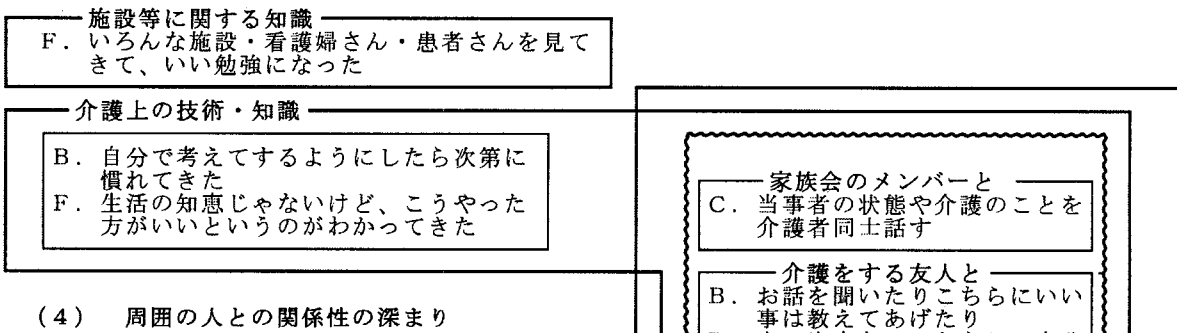 施設等に関する知識
F. いろんな施設・看護婦さん・患者さんを見て
きて、いい勉強になった
介護上の技術・知識
B. 自分で考えてするようにしたら次第に
慣れてきた
F. 生活の知恵じゃないけど、こうやった
方がいいというのがわかってきた
(4) 周囲の人との関係性の深まり
家族会のメンバーと
C. 当事者の状態や介護のことを
介護者同士話す
介護をする友人と
B. お話を聞いたりこちらにいい
事は教えてあげたり